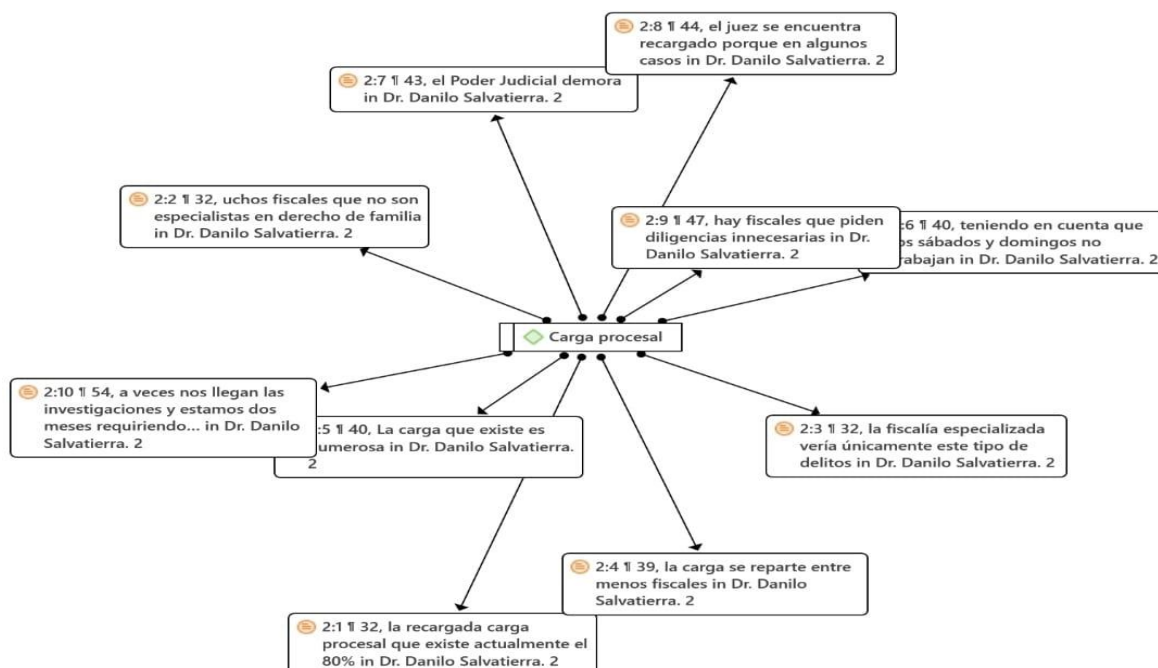 2:8 ¶ 44, el juez se encuentra
recargado porque en algunos
casos in Dr. Danilo Salvatierra. 2
2:7 ¶ 43, el Poder Judicial demora
in Dr. Danilo Salvatierra. 2
2:2 ¶ 32, uchos fiscales que no son
especialistas en derecho de familia
in Dr. Danilo Salvatierra. 2
2:9 ¶ 47, hay fiscales que piden
diligencias innecesarias in Dr.
Danilo Salvatierra. 2
:6 ¶ 40, teniendo en cuenta que
os sábados y domingos no
rabajan in Dr. Danilo Salvatierra. 2
Carga procesal
2:10 ¶ 54, a veces nos llegan las
investigaciones y estamos dos
meses requiriendo... in Dr. Danilo
Salvatierra. 2
:5 ¶ 40, La carga que existe es
umerosa in Dr. Danilo Salvatierra.
2
2:3 ¶ 32, la fiscalía especializada
vería únicamente este tipo de
delitos in Dr. Danilo Salvatierra. 2
2:4 ¶ 39, la carga se reparte entre
menos fiscales in Dr. Danilo
Salvatierra. 2
2:1 ¶ 32, la recargada carga
procesal que existe actualmente el
80% in Dr. Danilo Salvatierra. 2